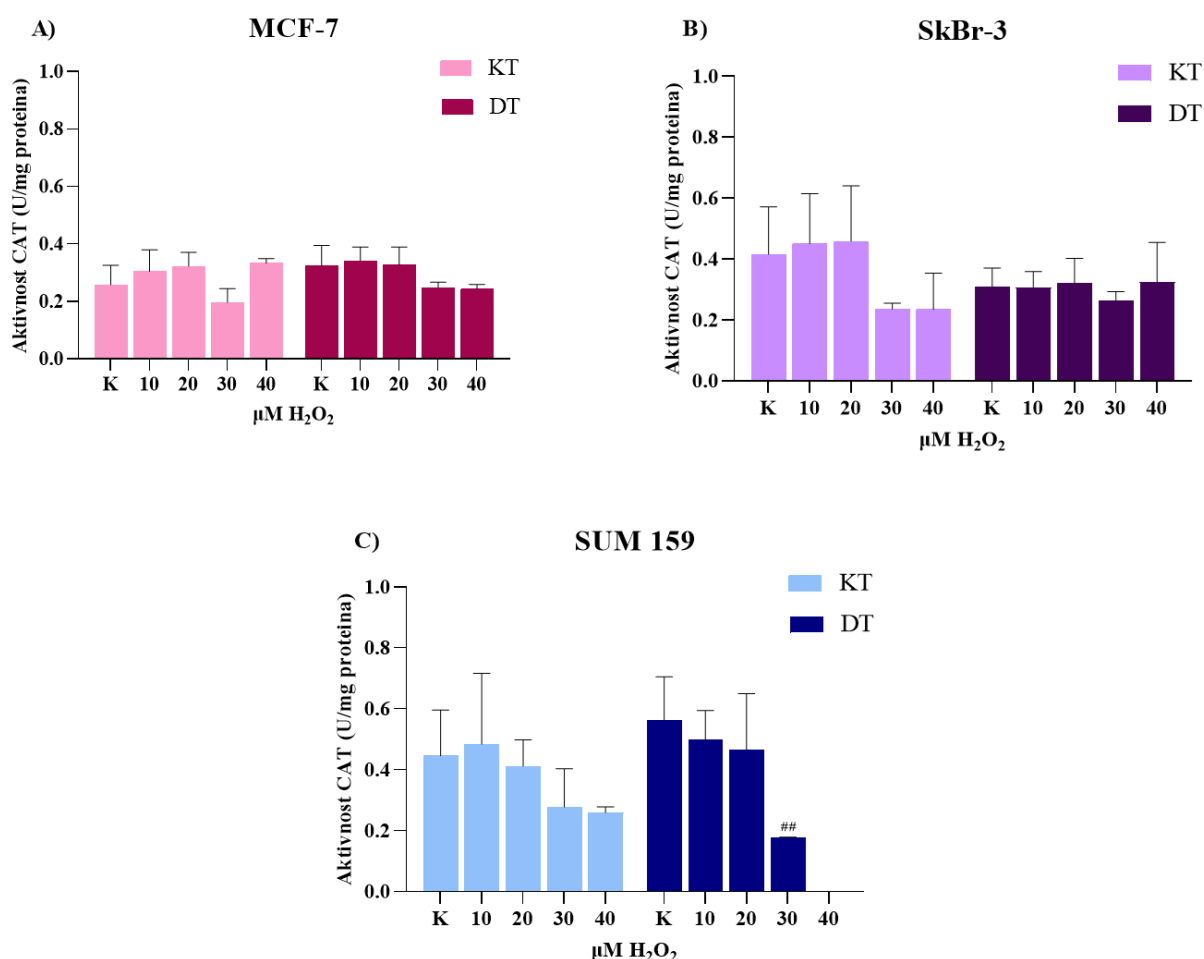 A)
MCF-7
KT
DT
Aktivnost CAT (U/mg proteina)
1.0
0.8
0.6
0.4
0.2
0.0
K 10 20 30 40 K 10 20 30 40
µM H₂O₂
B)
SkBr-3
KT
DT
Aktivnost CAT (U/mg proteina)
1.0
0.8
0.6
0.4
0.2
0.0
K 10 20 30 40 K 10 20 30 40
µM H₂O₂
C)
SUM 159
KT
DT
Aktivnost CAT (U/mg proteina)
1.0
0.8
0.6
0.4
0.2
0.0
##
K 10 20 30 40 K 10 20 30 40
µM H₂O₂